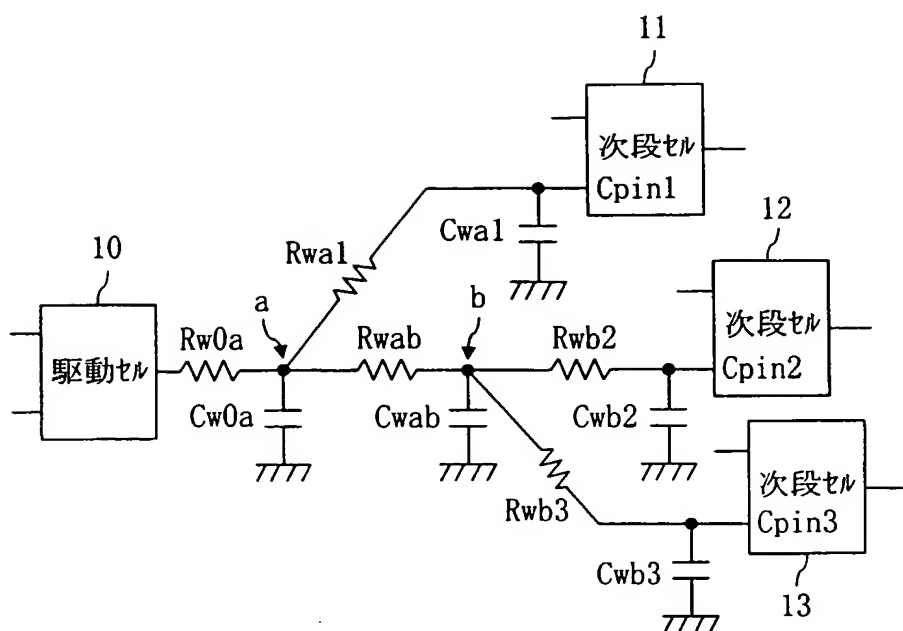 11
次段ｾﾙ
Cpin1
12
Cwa1
Rwa1
10
a
b
次段ｾﾙ
Cpin2
駆動ｾﾙ
Rw0a
Rwab
Rwb2
Cw0a
Cwab
Cwb2
次段ｾﾙ
Cpin3
Rwb3
Cwb3
13